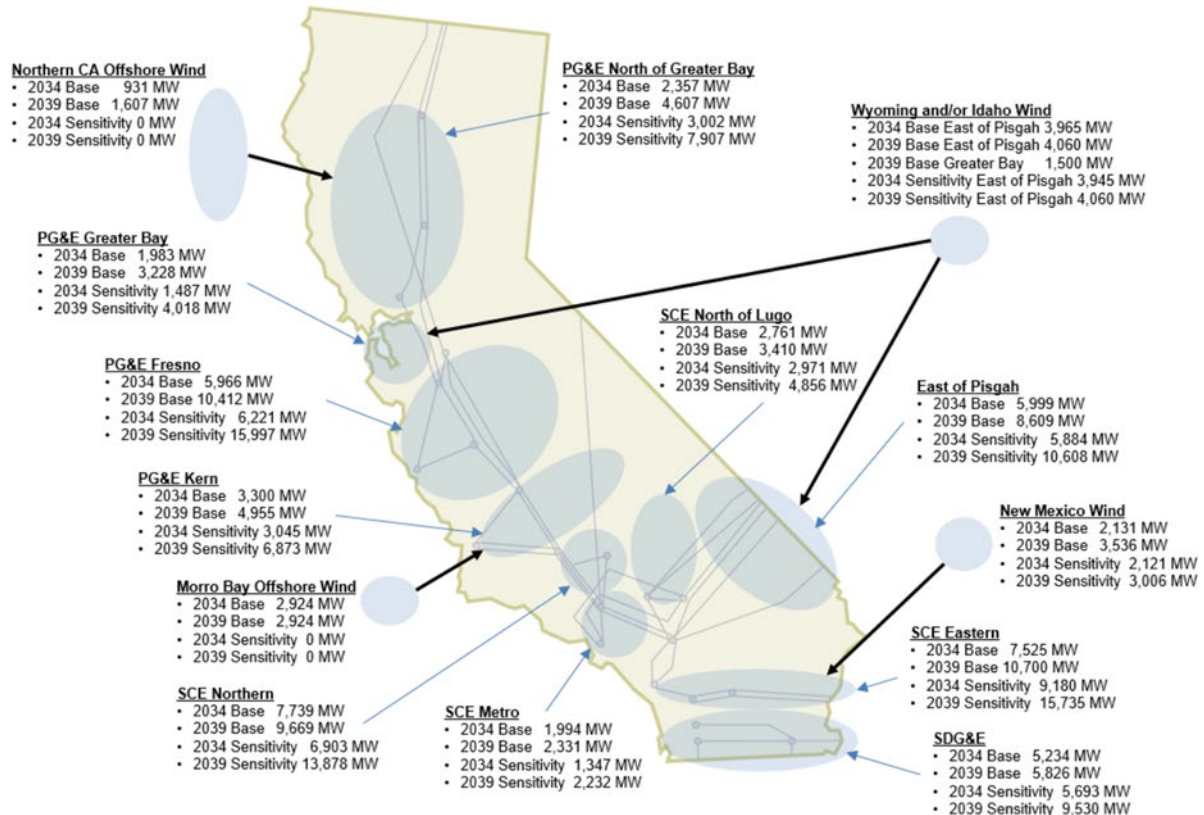 Northern CA Offshore Wind
• 2034 Base 931 MW
• 2039 Base 1,607 MW
• 2034 Sensitivity 0 MW
• 2039 Sensitivity 0 MW
PG&E North of Greater Bay
• 2034 Base 2,357 MW
• 2039 Base 4,607 MW
• 2034 Sensitivity 3,002 MW
• 2039 Sensitivity 7,907 MW
Wyoming and/or Idaho Wind
• 2034 Base East of Pisgah 3,965 MW
• 2039 Base East of Pisgah 4,060 MW
• 2039 Base Greater Bay 1,500 MW
• 2034 Sensitivity East of Pisgah 3,945 MW
• 2039 Sensitivity East of Pisgah 4,060 MW
PG&E Greater Bay
• 2034 Base 1,983 MW
• 2039 Base 3,228 MW
• 2034 Sensitivity 1,487 MW
• 2039 Sensitivity 4,018 MW
SCE North of Lugo
• 2034 Base 2,761 MW
• 2039 Base 3,410 MW
• 2034 Sensitivity 2,971 MW
• 2039 Sensitivity 4,856 MW
PG&E Fresno
• 2034 Base 5,966 MW
• 2039 Base 10,412 MW
• 2034 Sensitivity 6,221 MW
• 2039 Sensitivity 15,997 MW
East of Pisgah
• 2034 Base 5,999 MW
• 2039 Base 8,609 MW
• 2034 Sensitivity 5,884 MW
• 2039 Sensitivity 10,608 MW
PG&E Kern
• 2034 Base 3,300 MW
• 2039 Base 4,955 MW
• 2034 Sensitivity 3,045 MW
• 2039 Sensitivity 6,873 MW
New Mexico Wind
• 2034 Base 2,131 MW
• 2039 Base 3,536 MW
• 2034 Sensitivity 2,121 MW
• 2039 Sensitivity 3,006 MW
Morro Bay Offshore Wind
• 2034 Base 2,924 MW
• 2039 Base 2,924 MW
• 2034 Sensitivity 0 MW
• 2039 Sensitivity 0 MW
SCE Eastern
• 2034 Base 7,525 MW
• 2039 Base 10,700 MW
• 2034 Sensitivity 9,180 MW
• 2039 Sensitivity 15,735 MW
SCE Northern
• 2034 Base 7,739 MW
• 2039 Base 9,669 MW
• 2034 Sensitivity 6,903 MW
• 2039 Sensitivity 13,878 MW
SCE Metro
• 2034 Base 1,994 MW
• 2039 Base 2,331 MW
• 2034 Sensitivity 1,347 MW
• 2039 Sensitivity 2,232 MW
SDG&E
• 2034 Base 5,234 MW
• 2039 Base 5,826 MW
• 2034 Sensitivity 5,693 MW
• 2039 Sensitivity 9,530 MW